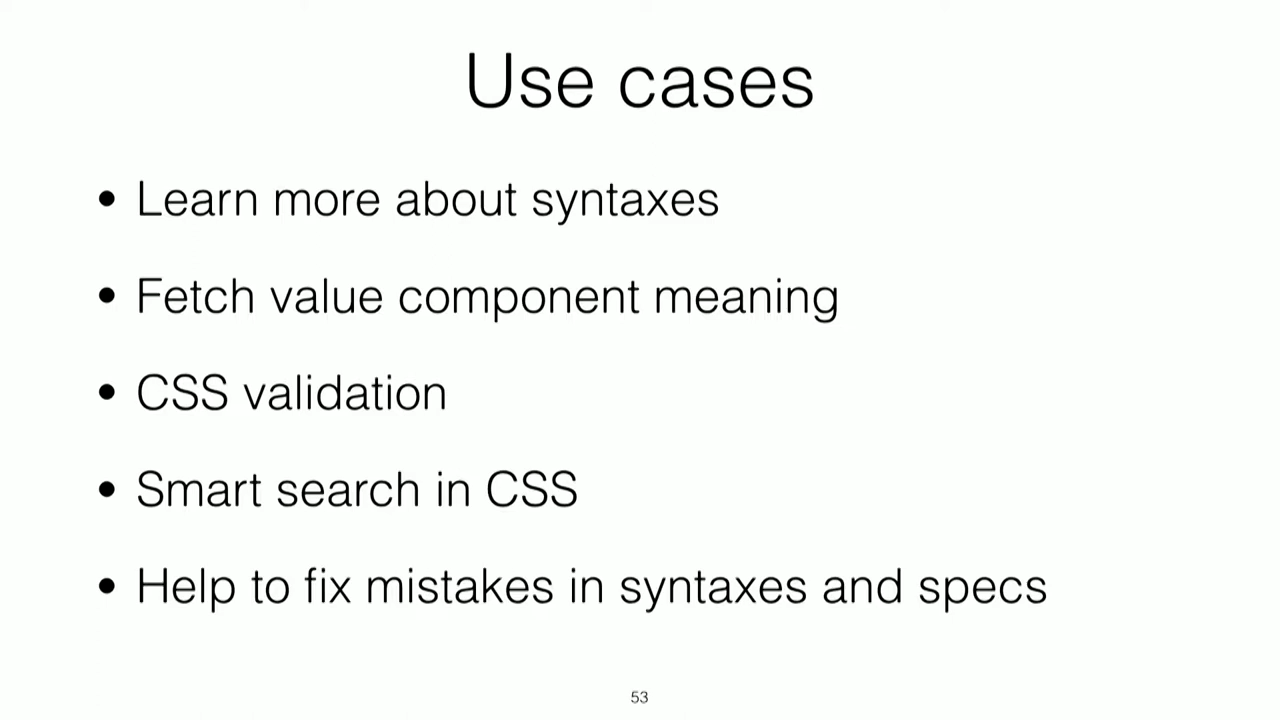 Use cases
• Learn more about syntaxes
• Fetch value component meaning
• CSS validation
• Smart search in CSS
• Help to fix mistakes in syntaxes and specs
53